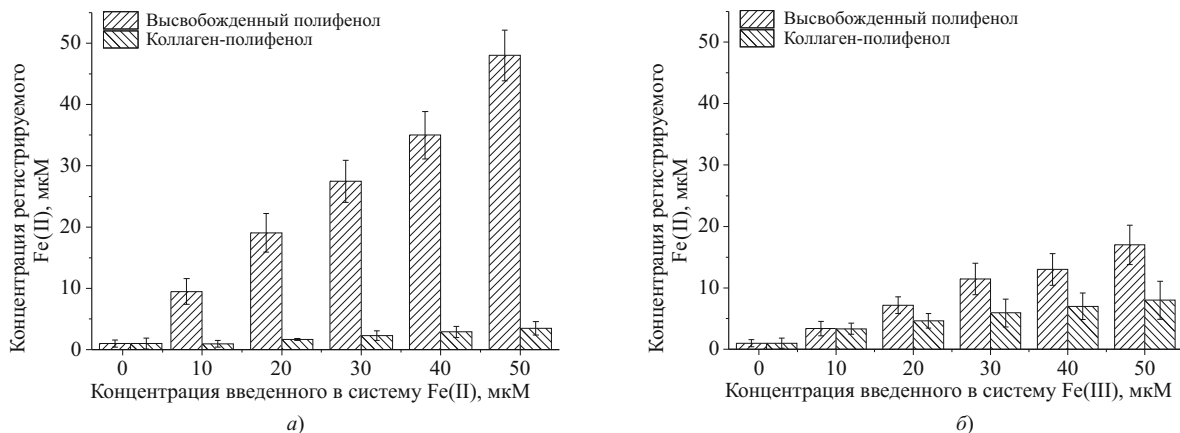 Высвобожденный полифенол
Коллаген-полифенол
Концентрация регистрируемого
Fe(II), мкМ
50
40
30
20
10
0
0 10 20 30 40 50
Концентрация введенного в систему Fe(II), мкМ
а)
Высвобожденный полифенол
Коллаген-полифенол
Концентрация регистрируемого
Fe(II), мкМ
50
40
30
20
10
0
0 10 20 30 40 50
Концентрация введенного в систему Fe(III), мкМ
б)